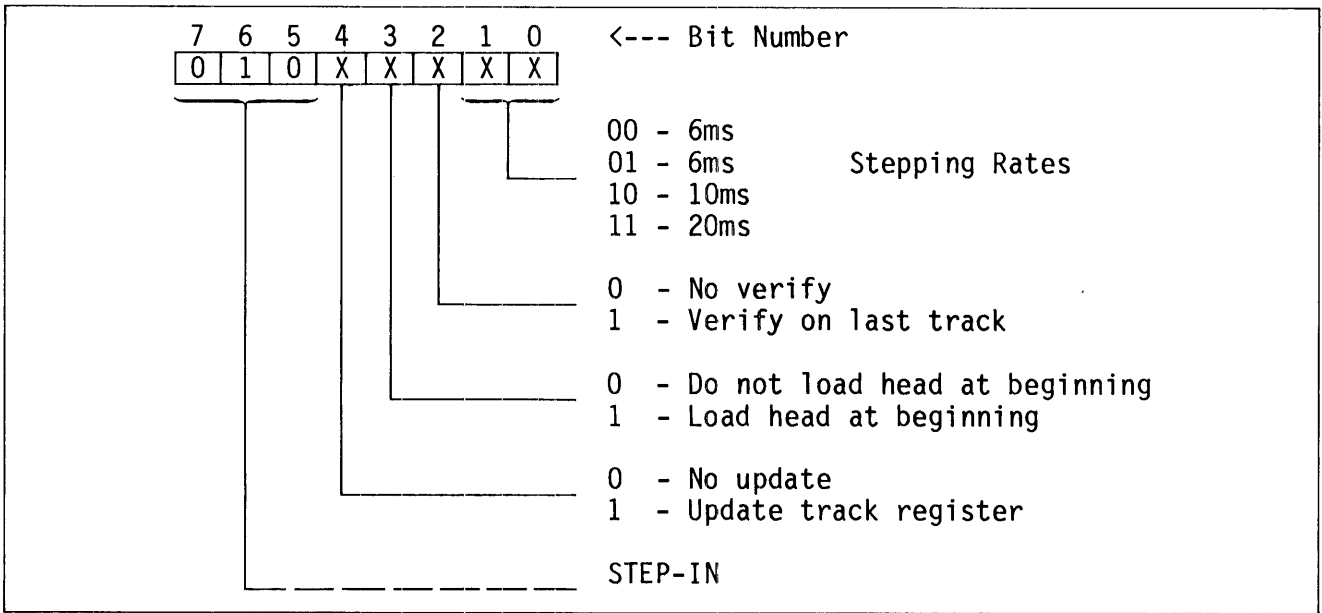 7 6 5 4 3 2 1 0 <--- Bit Number
0 1 0 X X X X X
00 - 6ms
01 - 6ms Stepping Rates
10 - 10ms
11 - 20ms
0 - No verify
1 - Verify on last track
0 - Do not load head at beginning
1 - Load head at beginning
0 - No update
1 - Update track register
STEP-IN